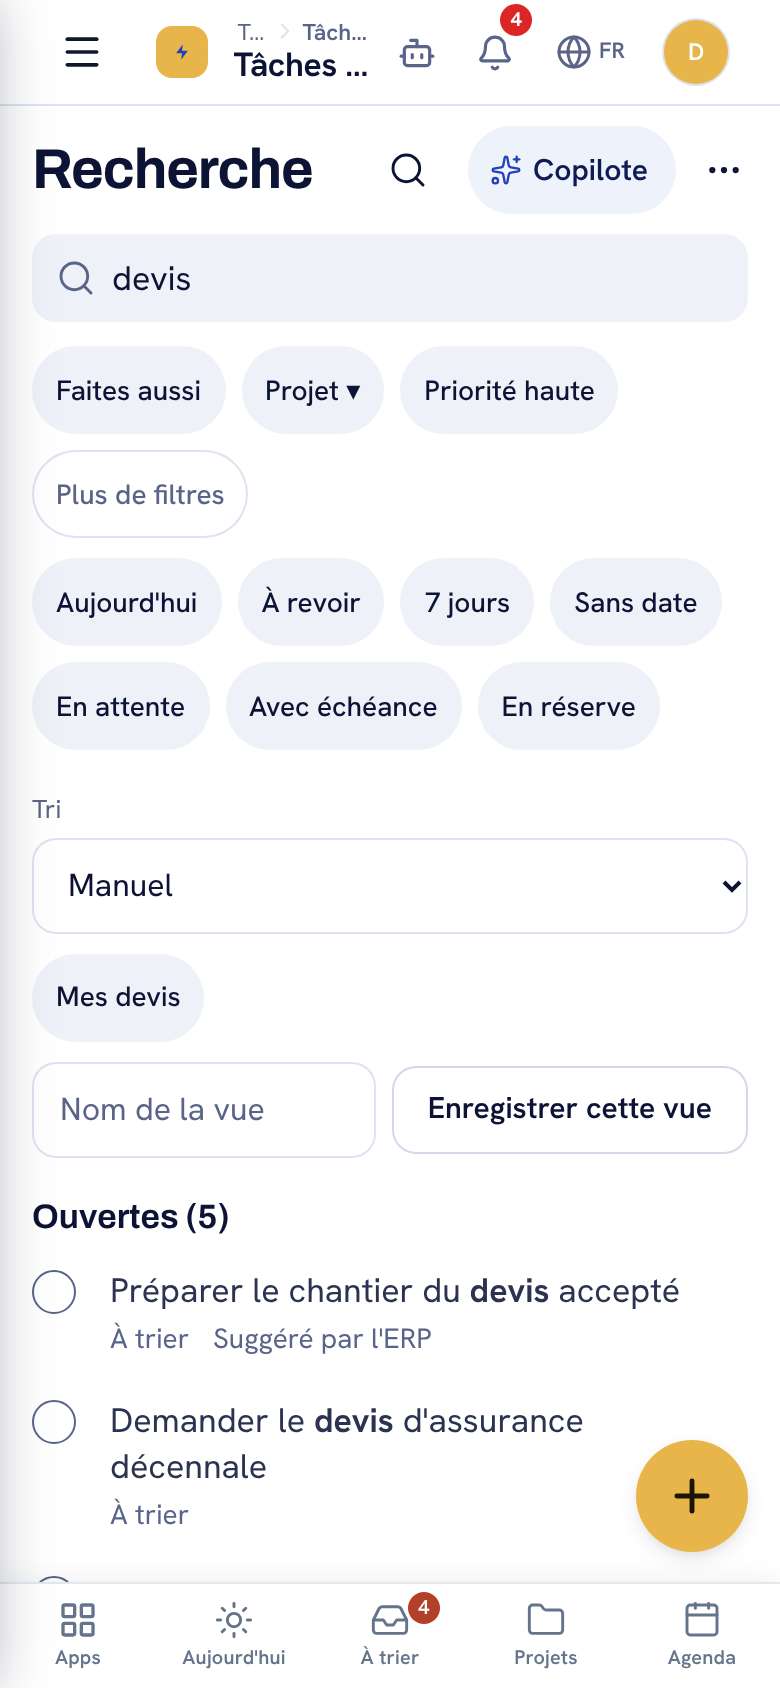 T... > Tâch...
Tâches ...
4
FR
D
Recherche
Copilote
devis
Faites aussi
Projet ▾
Priorité haute
Plus de filtres
Aujourd'hui
À revoir
7 jours
Sans date
En attente
Avec échéance
En réserve
Tri
Manuel
Mes devis
Nom de la vue
Enregistrer cette vue
Ouvertes (5)
Préparer le chantier du devis accepté
À trier Suggéré par l'ERP
Demander le devis d'assurance
décennale
À trier
4
Apps
Aujourd'hui
À trier
Projets
Agenda